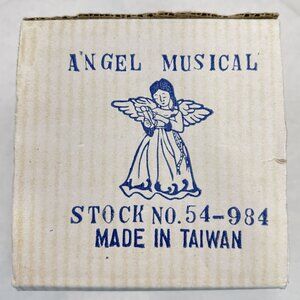 ANGEL MUSICAL
STOCK NO. 54-984
MADE IN TAIWAN